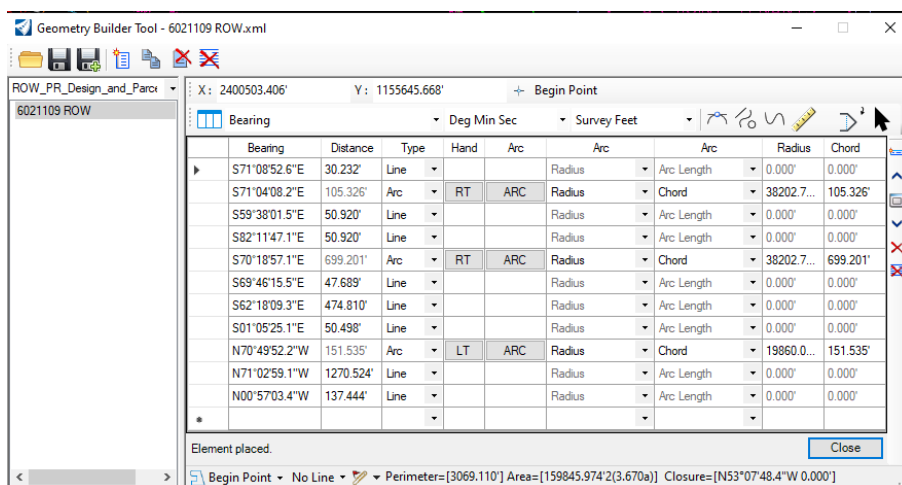 Geometry Builder Tool - 6021109 ROW.xml
ROW_PR_Design_and_Parce
6021109 ROW
X: 2400503.406' Y: 1155645.668' Begin Point
Bearing Deg Min Sec Survey Feet
Bearing Distance Type Hand Arc Arc Arc Radius Chord
S71°08'52.6"E 30.232' Line Radius Arc Length 0.000' 0.000'
S71°04'08.2"E 105.326' Arc RT ARC Radius Chord 38202.7... 105.326'
S59°38'01.5"E 50.920' Line Radius Arc Length 0.000' 0.000'
S82°11'47.1"E 50.920' Line Radius Arc Length 0.000' 0.000'
S70°18'57.1"E 699.201' Arc RT ARC Radius Chord 38202.7... 699.201'
S69°46'15.5"E 47.689' Line Radius Arc Length 0.000' 0.000'
S62°18'09.3"E 474.810' Line Radius Arc Length 0.000' 0.000'
S01°05'25.1"E 50.498' Line Radius Arc Length 0.000' 0.000'
N70°49'52.2"W 151.535' Arc LT ARC Radius Chord 19860.0... 151.535'
N71°02'59.1"W 1270.524' Line Radius Arc Length 0.000' 0.000'
N00°57'03.4"W 137.444' Line Radius Arc Length 0.000' 0.000'
Element placed. Close
Begin Point No Line Perimeter=[3069.110'] Area=[159845.974'2(3.670a)] Closure=[N53°07'48.4"W 0.000']